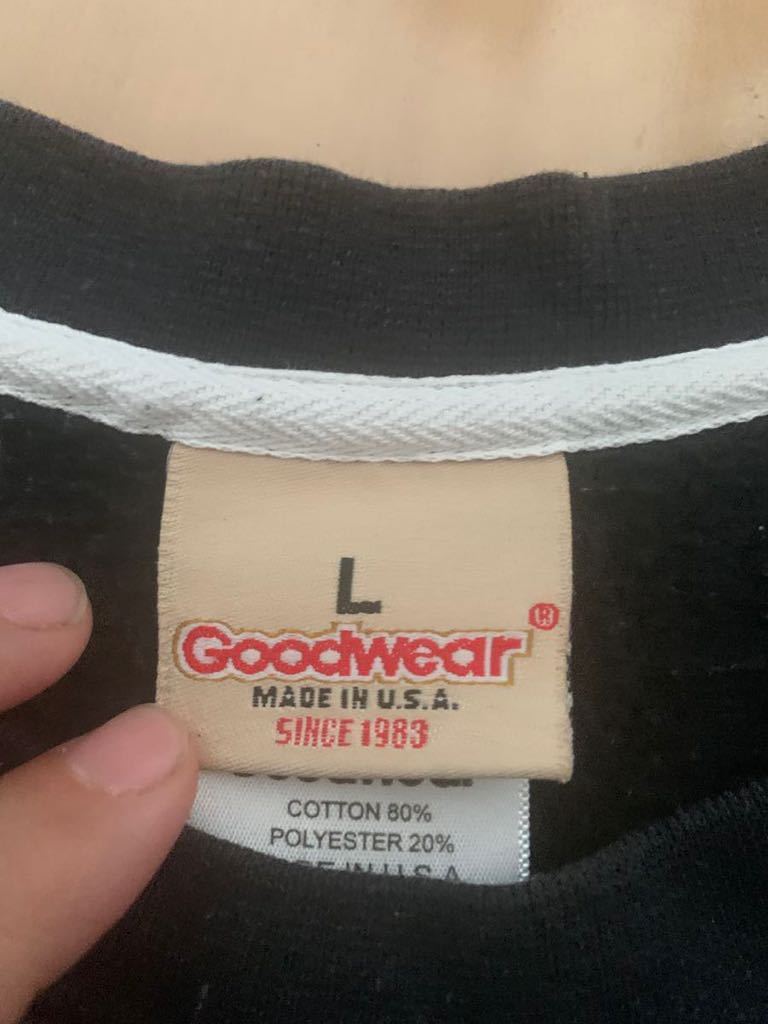 L
Goodwear®
MADE IN U.S.A.
SINCE 1983
COTTON 80%
POLYESTER 20%